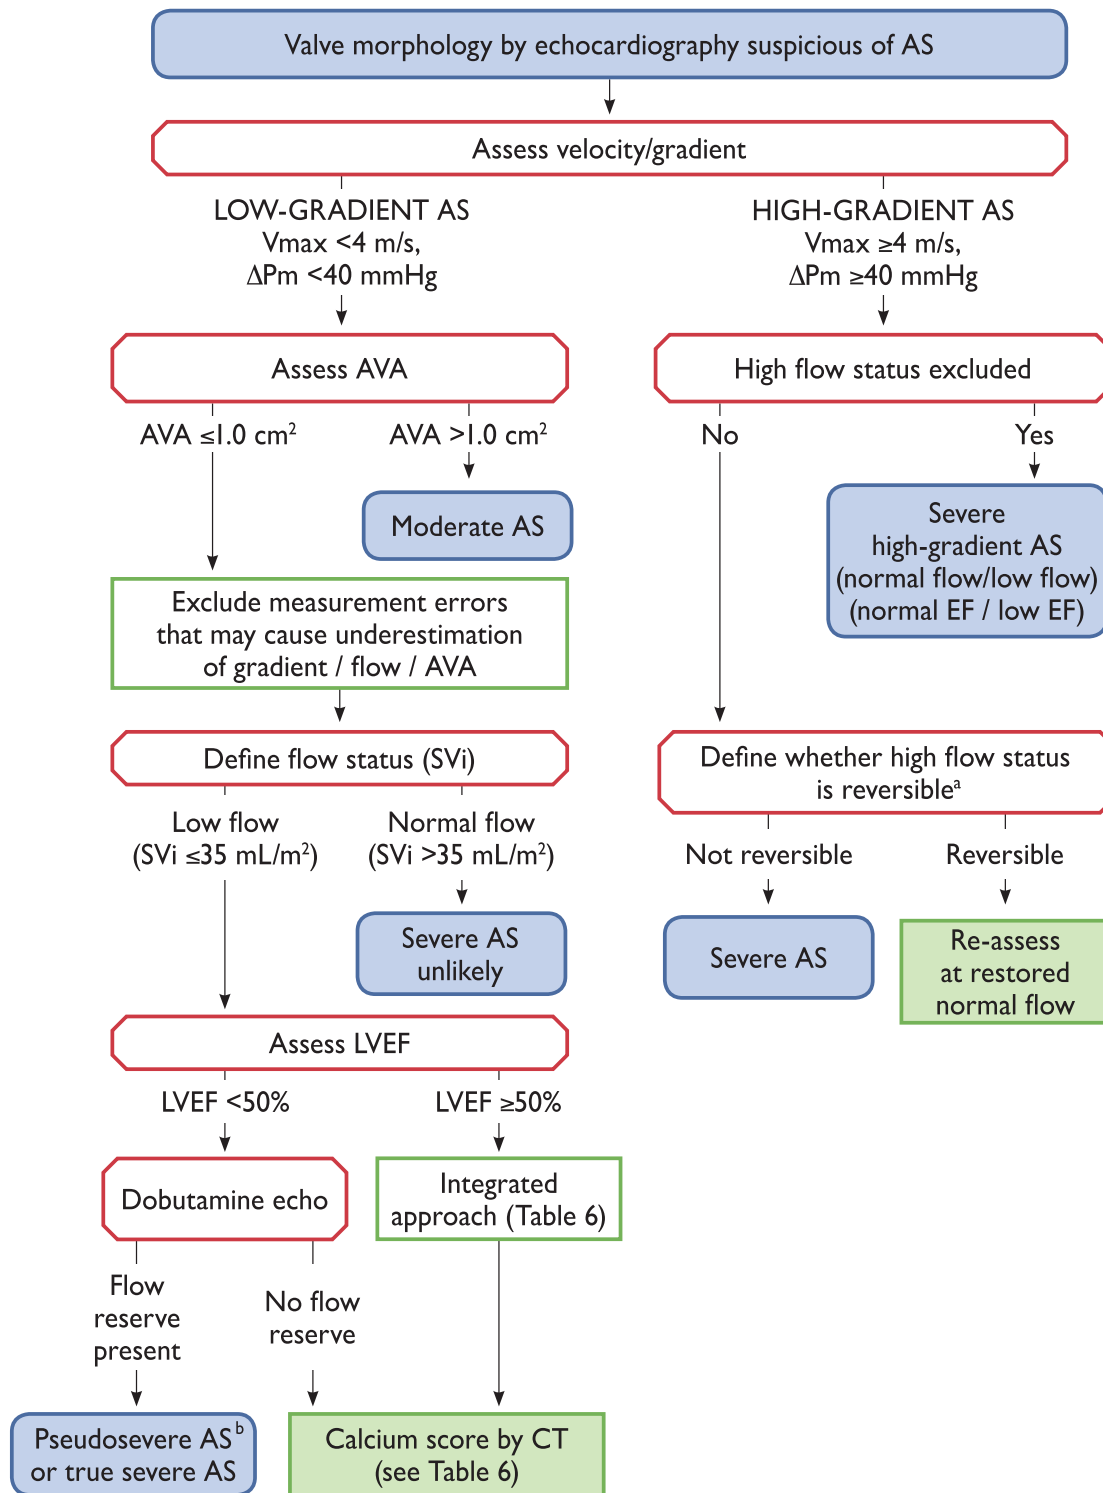 Valve morphology by echocardiography suspicious of AS
Assess velocity/gradient
LOW-GRADIENT AS
Vmax <4 m/s,
ΔPm <40 mmHg
HIGH-GRADIENT AS
Vmax ≥4 m/s,
ΔPm ≥40 mmHg
Assess AVA
High flow status excluded
AVA ≤1.0 cm²
AVA >1.0 cm²
No
Yes
Moderate AS
Severe
high-gradient AS
(normal flow/low flow)
(normal EF / low EF)
Exclude measurement errors
that may cause underestimation
of gradient / flow / AVA
Define flow status (SVi)
Define whether high flow status
is reversibleᵃ
Low flow
(SVi ≤35 mL/m²)
Normal flow
(SVi >35 mL/m²)
Not reversible
Reversible
Severe AS
unlikely
Severe AS
Re-assess
at restored
normal flow
Assess LVEF
LVEF <50%
LVEF ≥50%
Dobutamine echo
Integrated
approach (Table 6)
Flow
reserve
present
No flow
reserve
Pseudosevere ASᵇ
or true severe AS
Calcium score by CT
(see Table 6)